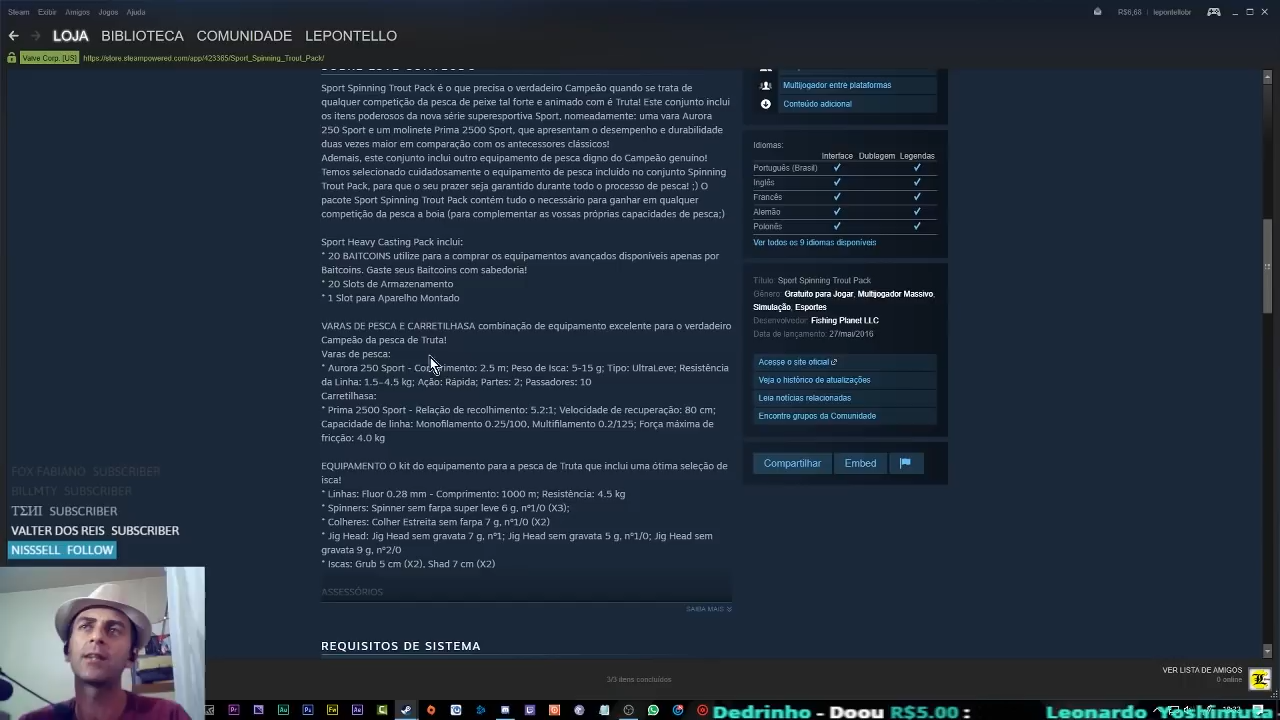 Steam Exibir Amigos Jogos Ajuda
R$6,68 lepontellobr
LOJA BIBLIOTECA COMUNIDADE LEPONTELLO
Valve Corp. [US] https://store.steampowered.com/app/423365/Sport_Spinning_Trout_Pack/
Sport Spinning Trout Pack é o que precisa o verdadeiro Campeão quando se trata de
qualquer competição da pesca de peixe tal forte e animado com é Truta! Este conjunto inclui
os itens poderosos da nova série superesportiva Sport, nomeadamente: uma vara Aurora
250 Sport e um molinete Prima 2500 Sport, que apresentam o desempenho e durabilidade
duas vezes maior em comparação com os antecessores clássicos!
Ademais, este conjunto inclui outro equipamento de pesca digno do Campeão genuíno!
Temos selecionado cuidadosamente o equipamento de pesca incluído no conjunto Spinning
Trout Pack, para que o seu prazer seja garantido durante todo o processo de pesca! ;) O
pacote Sport Spinning Trout Pack contém tudo o necessário para ganhar em qualquer
competição da pesca a boia (para complementar as vossas próprias capacidades de pesca;)
Sport Heavy Casting Pack inclui:
* 20 BAITCOINS utilize para a comprar os equipamentos avançados disponíveis apenas por
Baitcoins. Gaste seus Baitcoins com sabedoria!
* 20 Slots de Armazenamento
* 1 Slot para Aparelho Montado
VARAS DE PESCA E CARRETILHASA combinação de equipamento excelente para o verdadeiro
Campeão da pesca de Truta!
Varas de pesca:
* Aurora 250 Sport - Comprimento: 2.5 m; Peso de Isca: 5-15 g; Tipo: UltraLeve; Resistência
da Linha: 1.5–4.5 kg; Ação: Rápida; Partes: 2; Passadores: 10
Carretilhasa:
* Prima 2500 Sport - Relação de recolhimento: 5.2:1; Velocidade de recuperação: 80 cm;
Capacidade de linha: Monofilamento 0.25/100, Multifilamento 0.2/125; Força máxima de
fricção: 4.0 kg
EQUIPAMENTO O kit do equipamento para a pesca de Truta que inclui uma ótima seleção de
isca!
* Linhas: Fluor 0.28 mm - Comprimento: 1000 m; Resistência: 4.5 kg
* Spinners: Spinner sem farpa super leve 6 g, nº1/0 (X3);
* Colheres: Colher Estreita sem farpa 7 g, nº1/0 (X2)
* Jig Head: Jig Head sem gravata 7 g, nº1; Jig Head sem gravata 5 g, nº1/0; Jig Head sem
gravata 9 g, nº2/0
* Iscas: Grub 5 cm (X2), Shad 7 cm (X2)
ASSESSÓRIOS
SAIBA MAIS
REQUISITOS DE SISTEMA
Multijogador entre plataformas
Conteúdo adicional
Idiomas:
Interface Dublagem Legendas
Português (Brasil)
Inglês
Francês
Alemão
Polonês
Ver todos os 9 idiomas disponíveis
Título: Sport Spinning Trout Pack
Gênero: Gratuito para Jogar, Multijogador Massivo,
Simulação, Esportes
Desenvolvedor: Fishing Planet LLC
Data de lançamento: 27/mai/2016
Acesse o site oficial
Veja o histórico de atualizações
Leia notícias relacionadas
Encontre grupos da Comunidade
Compartilhar Embed
FOX FABIANO SUBSCRIBER
BILLMTY SUBSCRIBER
SUBSCRIBER
VALTER DOS REIS SUBSCRIBER
NISSSELL FOLLOW
3/3 itens concluídos
VER LISTA DE AMIGOS
0 online
Dedrinho - Doou R$5.00 : Leonardo